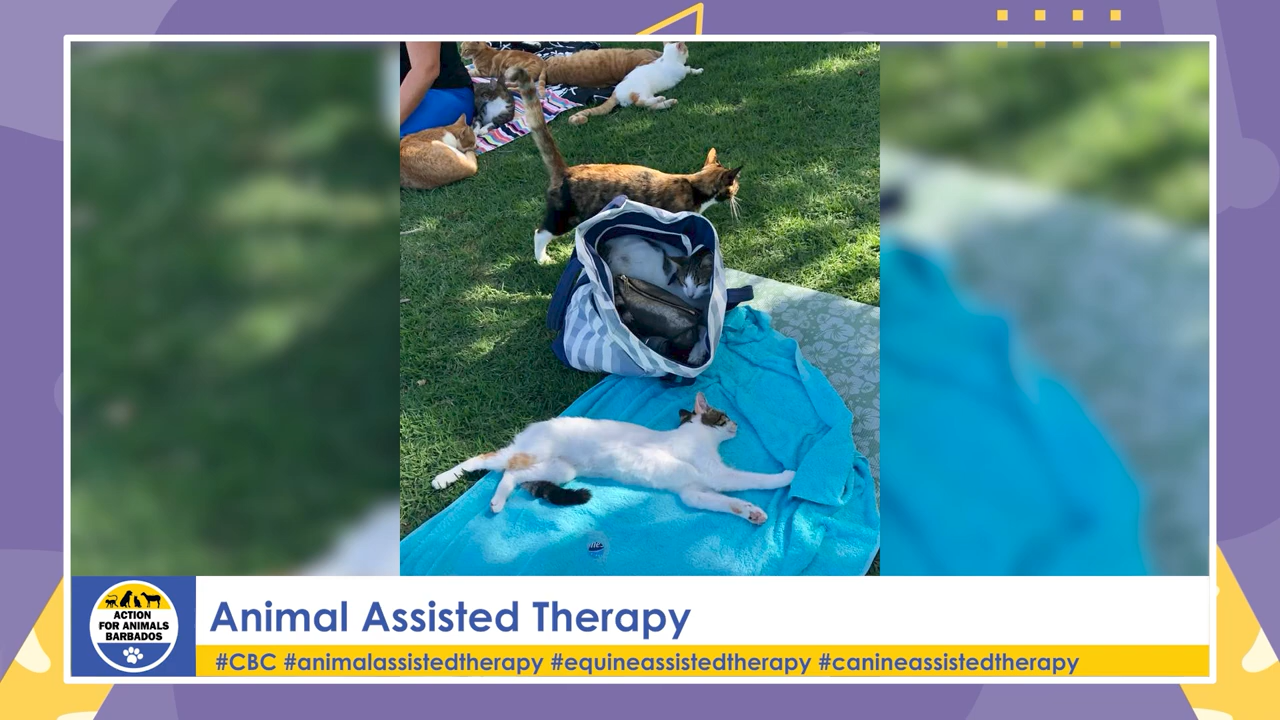 ACTION
FOR ANIMALS
BARBADOS
Animal Assisted Therapy
#CBC #animalassistedtherapy #equineassistedtherapy #canineassistedtherapy